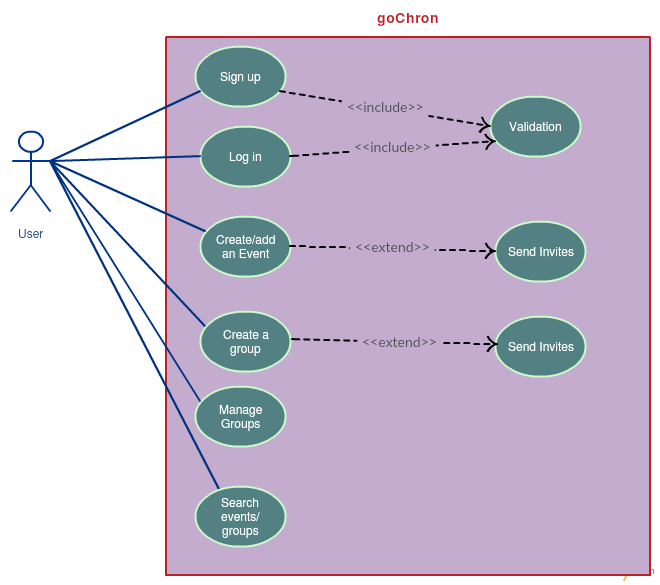 goChron
Sign up
<<include>>
Validation
Log in
<<include>>
User
Create/add
an Event
<<extend>>
Send Invites
Create a
group
<<extend>>
Send Invites
Manage
Groups
Search
events/
groups